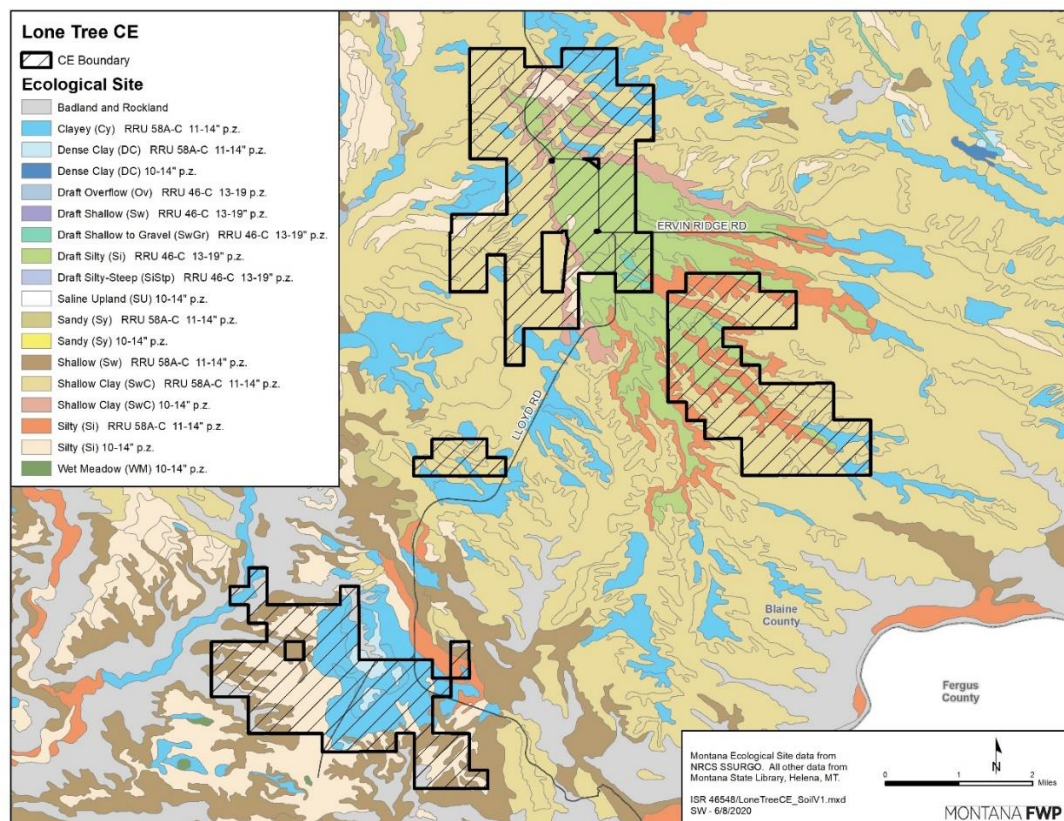 Lone Tree CE
CE Boundary
Ecological Site
Badland and Rockland
Clayey (Cy) RRU 58A-C 11-14" p.z.
Dense Clay (DC) RRU 58A-C 11-14" p.z.
Dense Clay (DC) 10-14" p.z.
Draft Overflow (Ov) RRU 46-C 13-19 p.z.
Draft Shallow (Sw) RRU 46-C 13-19" p.z.
Draft Shallow to Gravel (SwGr) RRU 46-C 13-19" p.z.
Draft Silty (Si) RRU 46-C 13-19" p.z.
Draft Silty-Steep (SiStp) RRU 46-C 13-19" p.z.
Saline Upland (SU) 10-14" p.z.
Sandy (Sy) RRU 58A-C 11-14" p.z.
Sandy (Sy) 10-14" p.z.
Shallow (Sw) RRU 58A-C 11-14" p.z.
Shallow Clay (SwC) RRU 58A-C 11-14" p.z.
Shallow Clay (SwC) 10-14" p.z.
Silty (Si) RRU 58A-C 11-14" p.z.
Silty (Si) 10-14" p.z.
Wet Meadow (WM) 10-14" p.z.
ERVIN RIDGE RD
LLOYD RD
Blaine
County
Fergus
County
Montana Ecological Site data from
NRCS SSURGO. All other data from
Montana State Library, Helena, MT.
ISR 46548/LoneTreeCE_SoilV1.mxd
SW - 6/8/2020
N
0 1 2
Miles
MONTANA FWP